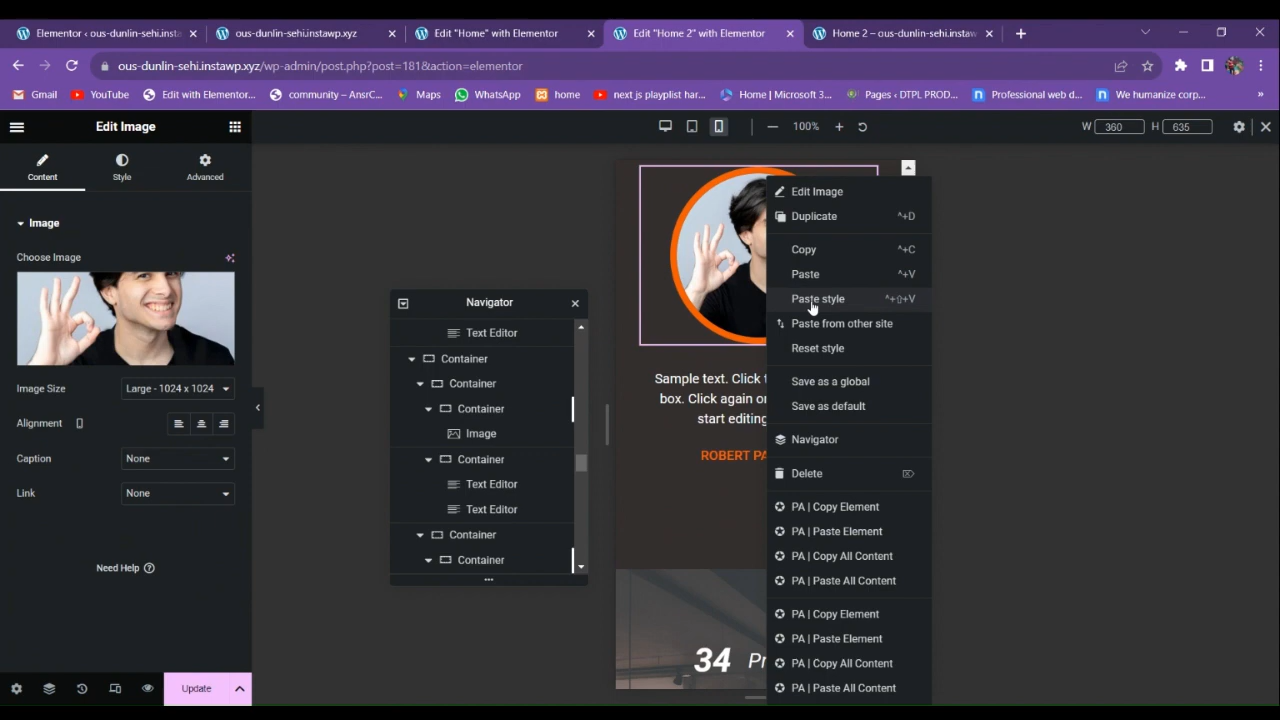 Elementor ‹ ous-dunlin-sehi.insta
ous-dunlin-sehi.instawp.xyz/
Edit "Home" with Elementor
Edit "Home 2" with Elementor
Home 2 – ous-dunlin-sehi.instaw
ous-dunlin-sehi.instawp.xyz/wp-admin/post.php?post=181&action=elementor
Gmail
YouTube
Edit with Elementor...
community – AnsrC...
Maps
WhatsApp
home
next js playlist har...
Home | Microsoft 3...
Pages ‹ DTPL PROD...
Professional web d...
We humanize corp...
»
Edit Image
100%
W 360 H 635
Content
Style
Advanced
Image
Choose Image
Image Size
Large - 1024 x 1024
Alignment
Caption
None
Link
None
Need Help
Update
Navigator
Text Editor
Container
Container
Container
Image
Container
Text Editor
Text Editor
Container
Container
Sample text. Click t
box. Click again o
start editing
ROBERT PA
34 Pr
Edit Image
Duplicate ^+D
Copy ^+C
Paste ^+V
Paste style ^+⇧+V
Paste from other site
Reset style
Save as a global
Save as default
Navigator
Delete ⌦
PA | Copy Element
PA | Paste Element
PA | Copy All Content
PA | Paste All Content
PA | Copy Element
PA | Paste Element
PA | Copy All Content
PA | Paste All Content